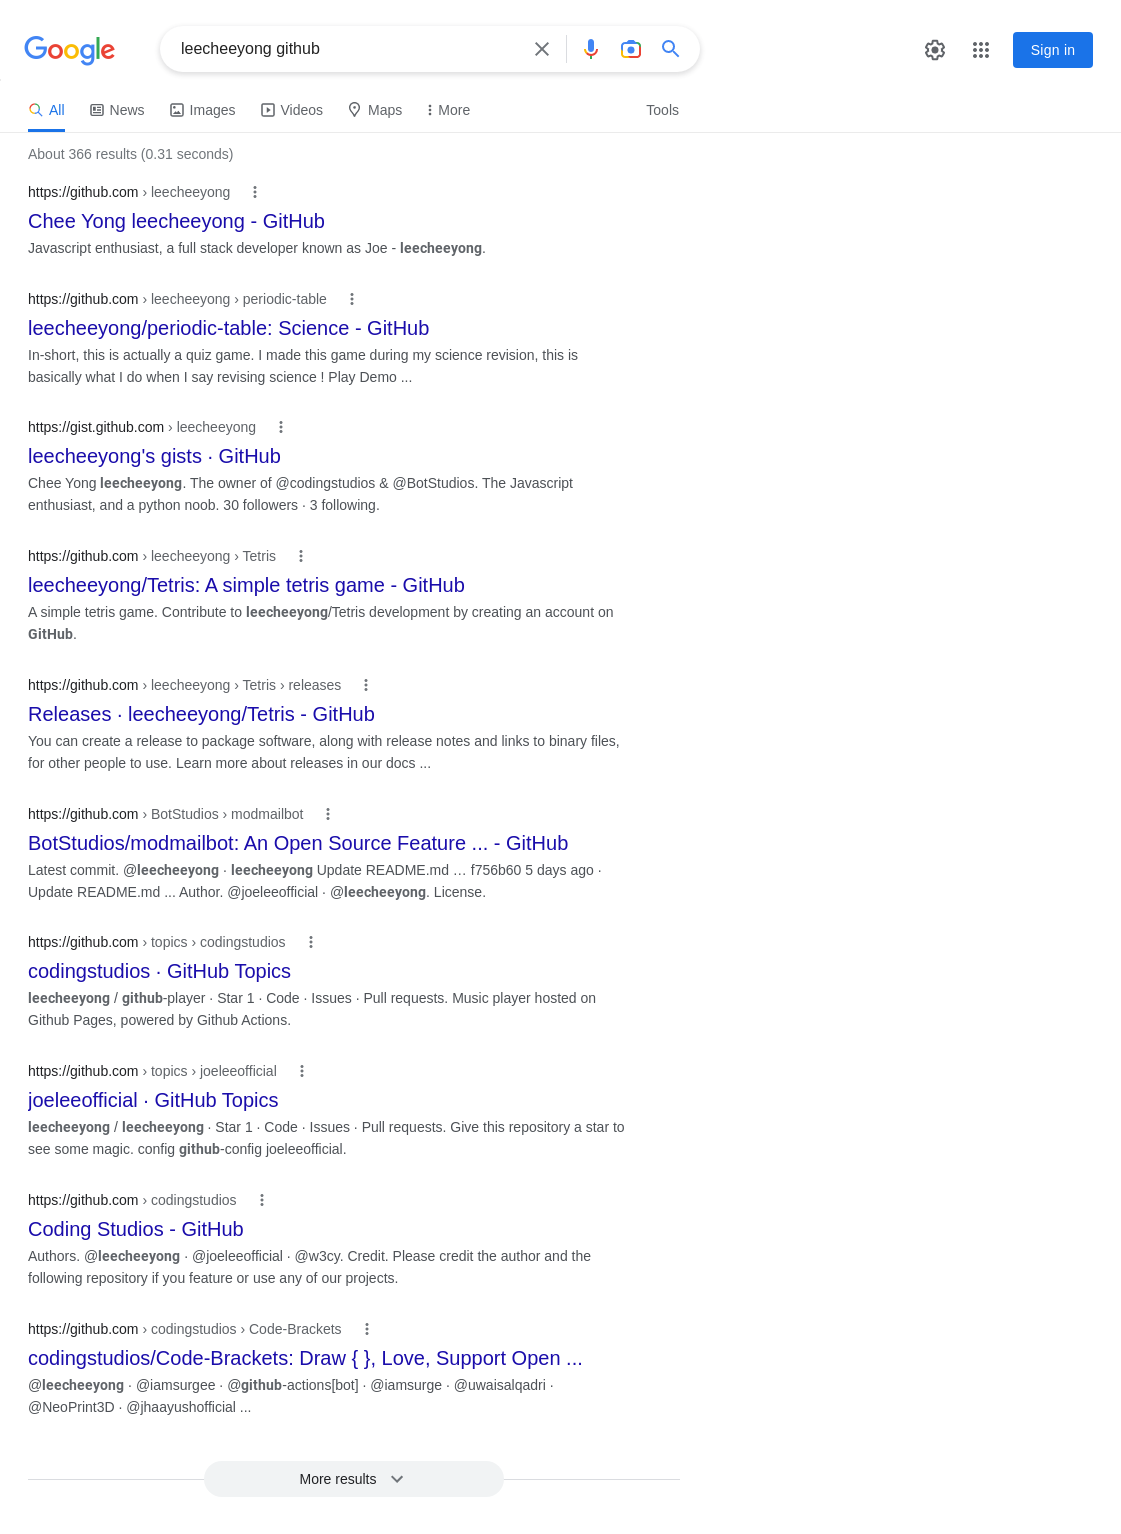 Google
leecheeyong github
Sign in
All News Images Videos Maps More Tools
About 366 results (0.31 seconds)
https://github.com › leecheeyong
Chee Yong leecheeyong - GitHub
Javascript enthusiast, a full stack developer known as Joe - leecheeyong.
https://github.com › leecheeyong › periodic-table
leecheeyong/periodic-table: Science - GitHub
In-short, this is actually a quiz game. I made this game during my science revision, this is
basically what I do when I say revising science ! Play Demo ...
https://gist.github.com › leecheeyong
leecheeyong's gists · GitHub
Chee Yong leecheeyong. The owner of @codingstudios & @BotStudios. The Javascript
enthusiast, and a python noob. 30 followers · 3 following.
https://github.com › leecheeyong › Tetris
leecheeyong/Tetris: A simple tetris game - GitHub
A simple tetris game. Contribute to leecheeyong/Tetris development by creating an account on
GitHub.
https://github.com › leecheeyong › Tetris › releases
Releases · leecheeyong/Tetris - GitHub
You can create a release to package software, along with release notes and links to binary files,
for other people to use. Learn more about releases in our docs ...
https://github.com › BotStudios › modmailbot
BotStudios/modmailbot: An Open Source Feature ... - GitHub
Latest commit. @leecheeyong · leecheeyong Update README.md … f756b60 5 days ago ·
Update README.md ... Author. @joeleeofficial · @leecheeyong. License.
https://github.com › topics › codingstudios
codingstudios · GitHub Topics
leecheeyong / github-player · Star 1 · Code · Issues · Pull requests. Music player hosted on
Github Pages, powered by Github Actions.
https://github.com › topics › joeleeofficial
joeleeofficial · GitHub Topics
leecheeyong / leecheeyong · Star 1 · Code · Issues · Pull requests. Give this repository a star to
see some magic. config github-config joeleeofficial.
https://github.com › codingstudios
Coding Studios - GitHub
Authors. @leecheeyong · @joeleeofficial · @w3cy. Credit. Please credit the author and the
following repository if you feature or use any of our projects.
https://github.com › codingstudios › Code-Brackets
codingstudios/Code-Brackets: Draw { }, Love, Support Open ...
@leecheeyong · @iamsurgee · @github-actions[bot] · @iamsurge · @uwaisalqadri ·
@NeoPrint3D · @jhaayushofficial ...
More results